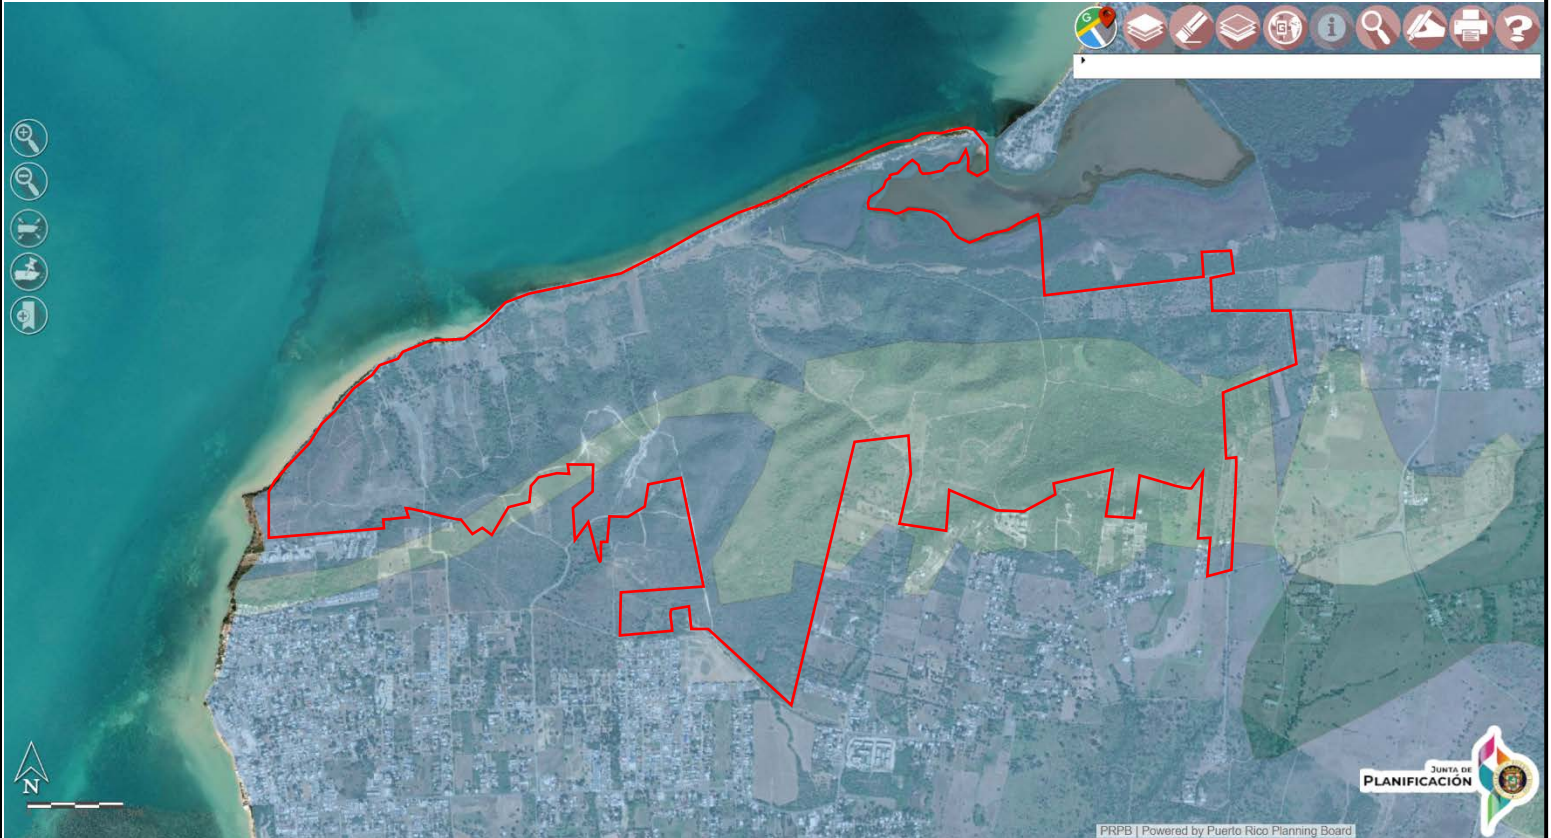 G
G
i
?
N
JUNTA DE
PLANIFICACIÓN
PRPB | Powered by Puerto Rico Planning Board